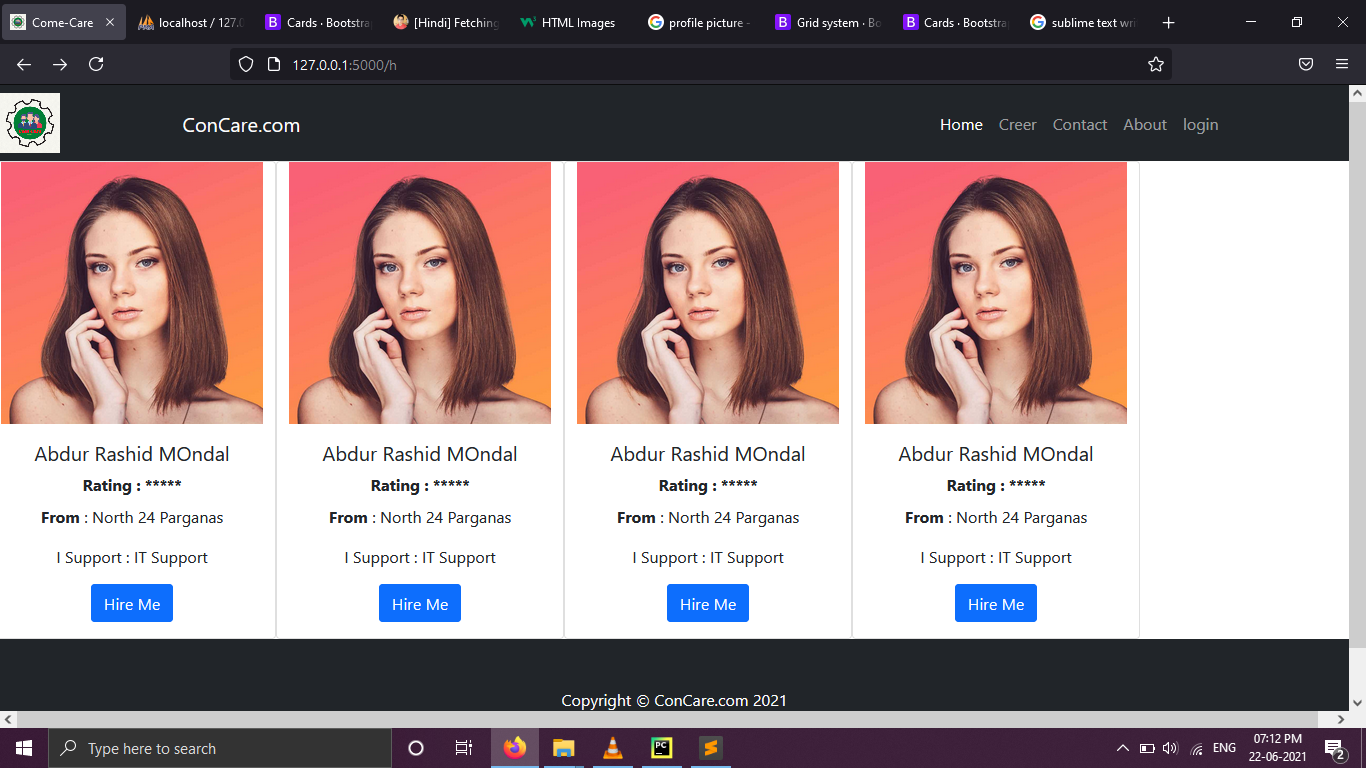 Come-Care
localhost / 127.0
Cards · Bootstrap
[Hindi] Fetching
HTML Images
profile picture -
Grid system · Bo
Cards · Bootstrap
sublime text wri
127.0.0.1:5000/h
ConCare.com
Home Creer Contact About login
Abdur Rashid MOndal
Rating : *****
From : North 24 Parganas
I Support : IT Support
Hire Me
Abdur Rashid MOndal
Rating : *****
From : North 24 Parganas
I Support : IT Support
Hire Me
Abdur Rashid MOndal
Rating : *****
From : North 24 Parganas
I Support : IT Support
Hire Me
Abdur Rashid MOndal
Rating : *****
From : North 24 Parganas
I Support : IT Support
Hire Me
Copyright © ConCare.com 2021
Type here to search
PC
ENG
07:12 PM
22-06-2021
2